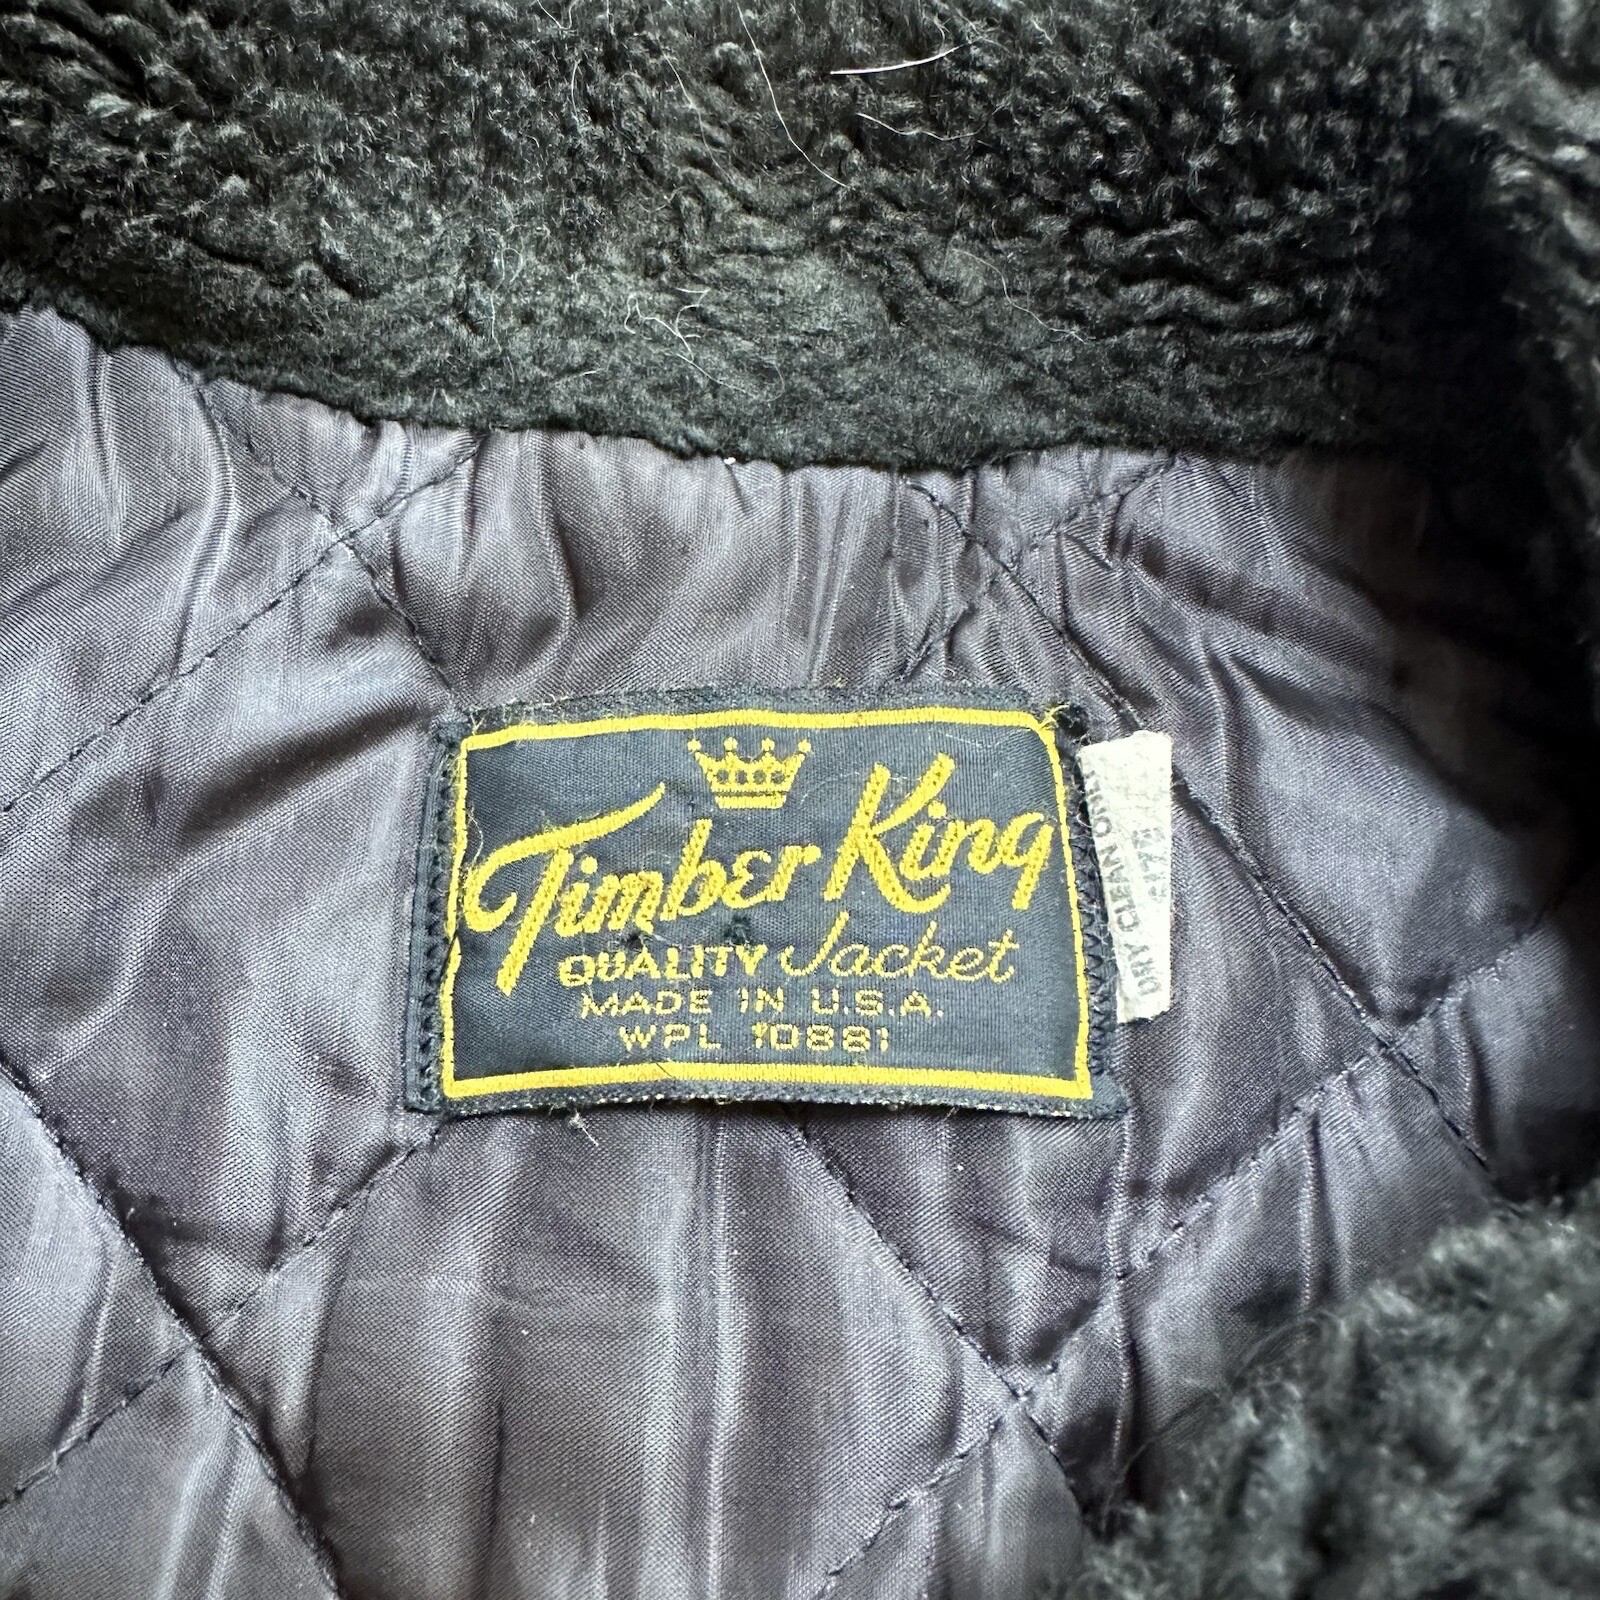 Timber King
QUALITY Jacket
MADE IN U.S.A.
WPL 10881
DRY CLEAN ONLY